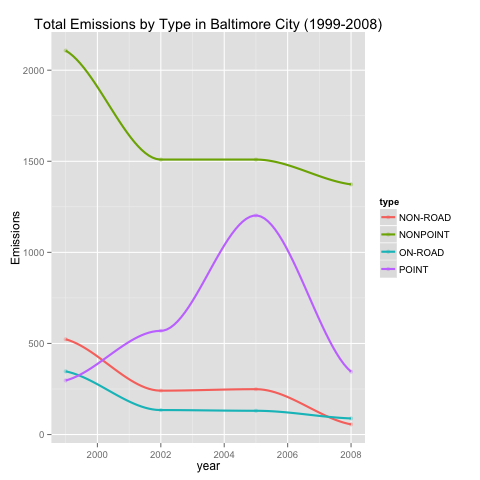 Total Emissions by Type in Baltimore City (1999-2008)
2000
1500
1000
500
0
Emissions
2000 2002 2004 2006 2008
year
type
NON-ROAD
NONPOINT
ON-ROAD
POINT